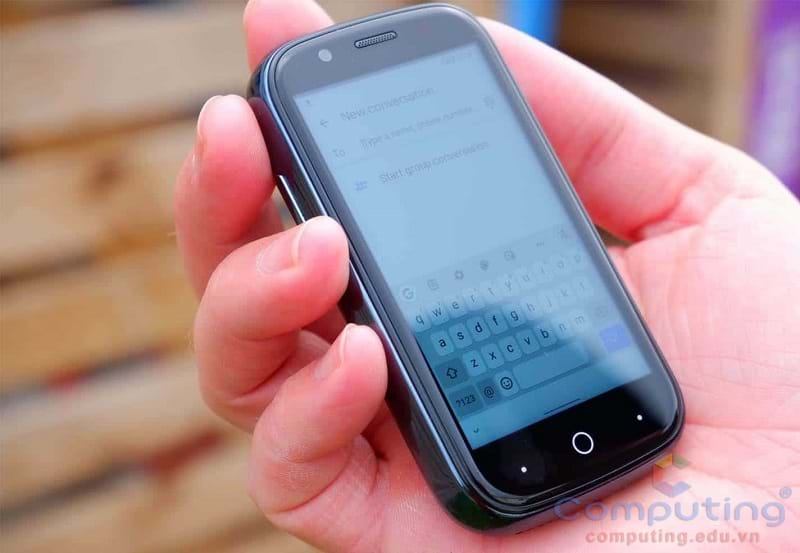 New conversation
To Type a name, phone number
Start group conversation
q w e r t y u i o p
a s d f g h j k l
z x c v b n m
?123 @
Computing®
computing.edu.vn